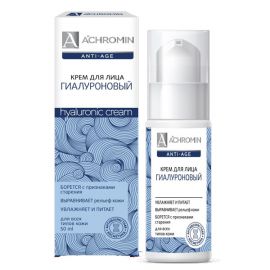 A ACHROMIN
ANTI-AGE
КРЕМ ДЛЯ ЛИЦА
ГИАЛУРОНОВЫЙ
hyaluronic cream
БОРЕТСЯ с признаками
старения
ВЫРАВНИВАЕТ рельеф кожи
УВЛАЖНЯЕТ И ПИТАЕТ
для всех
типов кожи
50 ml
A ACHROMIN
ANTI-AGE
КРЕМ ДЛЯ ЛИЦА
ГИАЛУРОНОВЫЙ
УВЛАЖНЯЕТ И ПИТАЕТ
ВЫРАВНИВАЕТ рельеф кожи
БОРЕТСЯ с признаками
старения
для всех
типов кожи